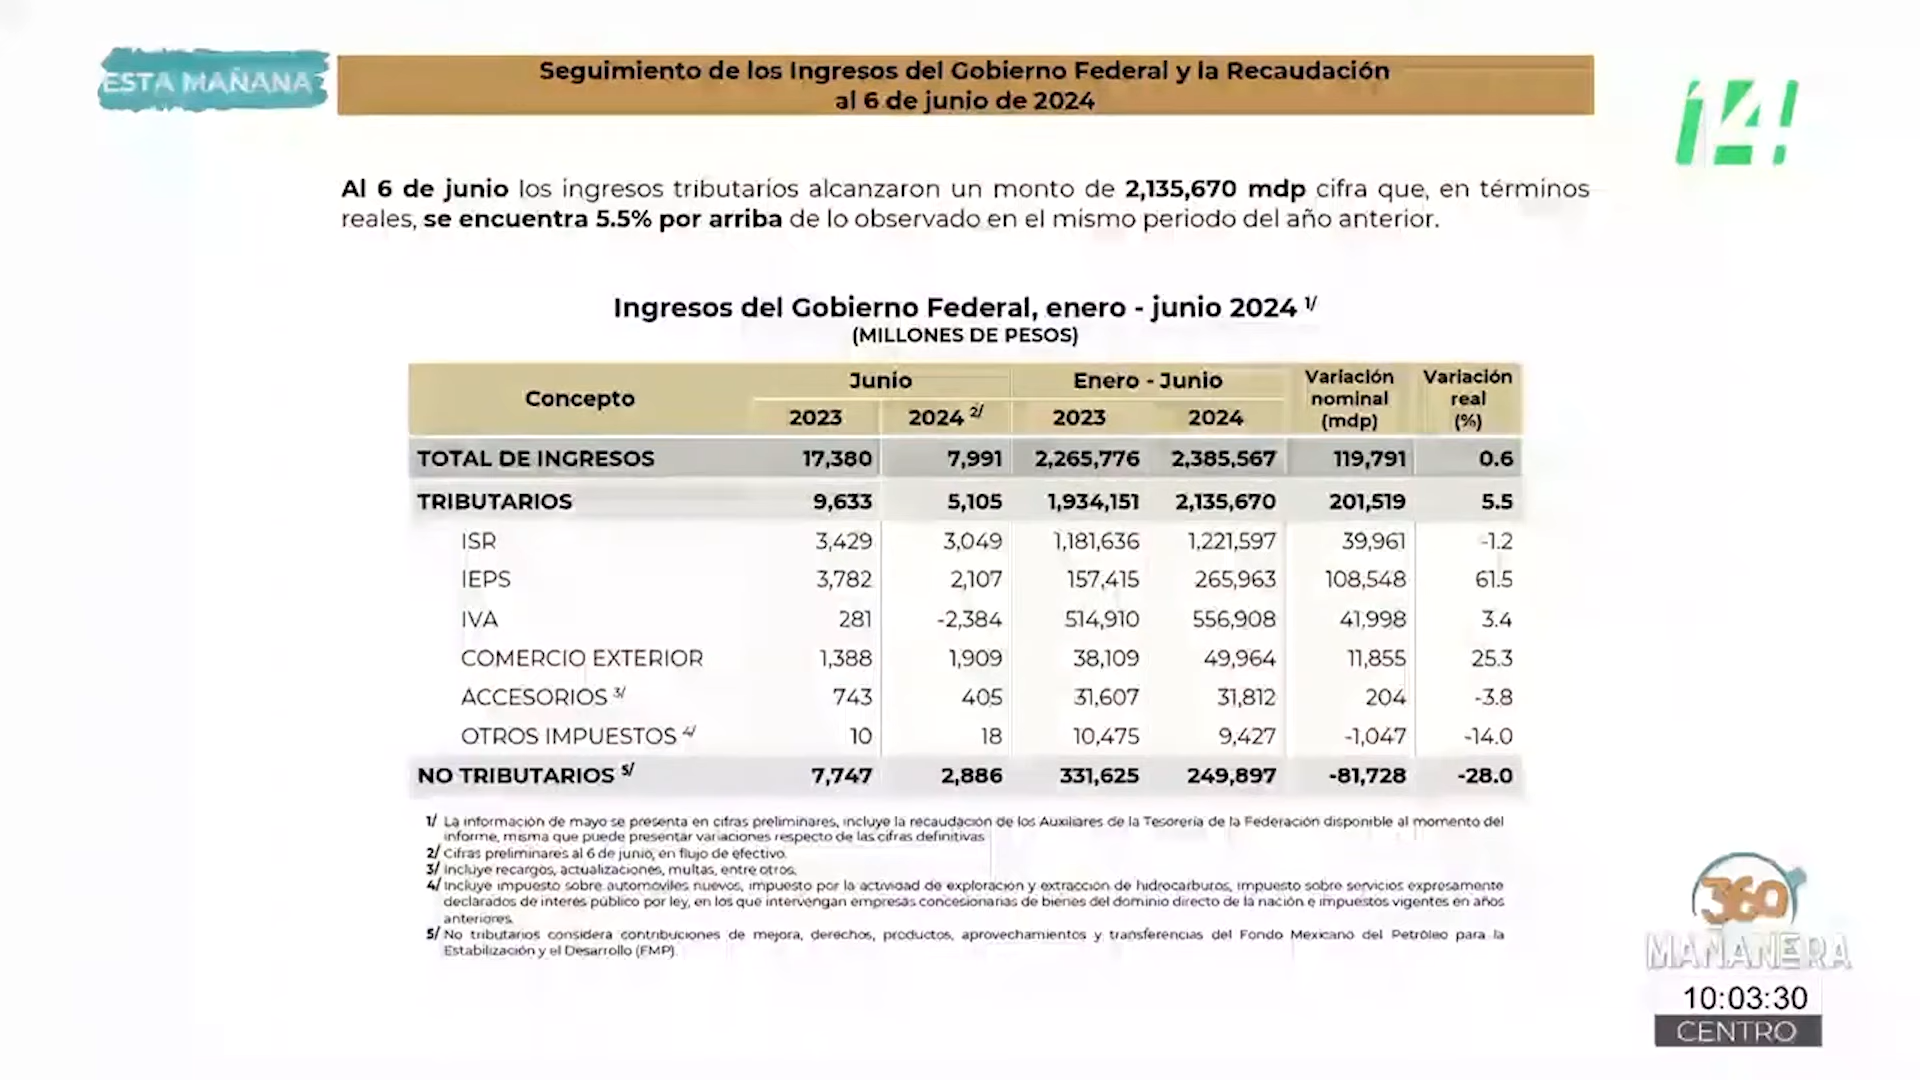 ESTA MAÑANA
Seguimiento de los Ingresos del Gobierno Federal y la Recaudación
al 6 de junio de 2024
14!
Al 6 de junio los ingresos tributarios alcanzaron un monto de 2,135,670 mdp cifra que, en términos
reales, se encuentra 5.5% por arriba de lo observado en el mismo periodo del año anterior.
Ingresos del Gobierno Federal, enero - junio 2024 1/
(MILLONES DE PESOS)
Concepto Junio Enero - Junio Variación nominal (mdp) Variación real (%)
2023 2024 2/ 2023 2024
TOTAL DE INGRESOS 17,380 7,991 2,265,776 2,385,567 119,791 0.6
TRIBUTARIOS 9,633 5,105 1,934,151 2,135,670 201,519 5.5
ISR 3,429 3,049 1,181,636 1,221,597 39,961 -1.2
IEPS 3,782 2,107 157,415 265,963 108,548 61.5
IVA 281 -2,384 514,910 556,908 41,998 3.4
COMERCIO EXTERIOR 1,388 1,909 38,109 49,964 11,855 25.3
ACCESORIOS 3/ 743 405 31,607 31,812 204 -3.8
OTROS IMPUESTOS 4/ 10 18 10,475 9,427 -1,047 -14.0
NO TRIBUTARIOS 5/ 7,747 2,886 331,625 249,897 -81,728 -28.0
1/ La información de mayo se presenta en cifras preliminares, incluye la recaudación de los Auxiliares de la Tesorería de la Federación disponible al momento del
informe, misma que puede presentar variaciones respecto de las cifras definitivas
2/ Cifras preliminares al 6 de junio, en flujo de efectivo.
3/ Incluye recargos, actualizaciones, multas, entre otros.
4/ Incluye impuesto sobre automoviles nuevos, impuesto por la actividad de exploración y extracción de hidrocarburos, impuesto sobre servicios expresamente
declarados de interés público por ley, en los que intervengan empresas concesionarias de bienes del dominio directo de la nación e impuestos vigentes en años
anteriores.
5/ No tributarios considera contribuciones de mejora, derechos, productos, aprovechamientos y transferencias del Fondo Mexicano del Petróleo para la
Estabilización y el Desarrollo (FMP).
360°
MAÑANERA
10:03:30
CENTRO